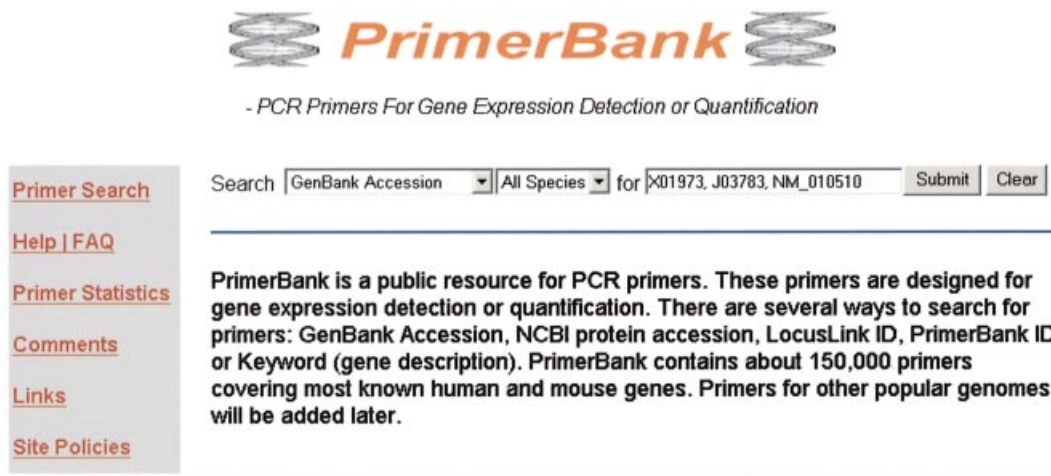 PrimerBank
- PCR Primers For Gene Expression Detection or Quantification
Primer Search
Help | FAQ
Primer Statistics
Comments
Links
Site Policies
Search GenBank Accession All Species for X01973, J03783, NM_010510 Submit Clear
PrimerBank is a public resource for PCR primers. These primers are designed for
gene expression detection or quantification. There are several ways to search for
primers: GenBank Accession, NCBI protein accession, LocusLink ID, PrimerBank ID
or Keyword (gene description). PrimerBank contains about 150,000 primers
covering most known human and mouse genes. Primers for other popular genomes
will be added later.